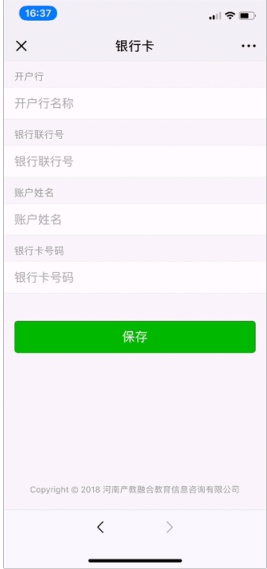 16:37
银行卡
开户行
开户行名称
银行联行号
银行联行号
账户姓名
账户姓名
银行卡号码
银行卡号码
保存
Copyright © 2018 河南产教融合教育信息咨询有限公司